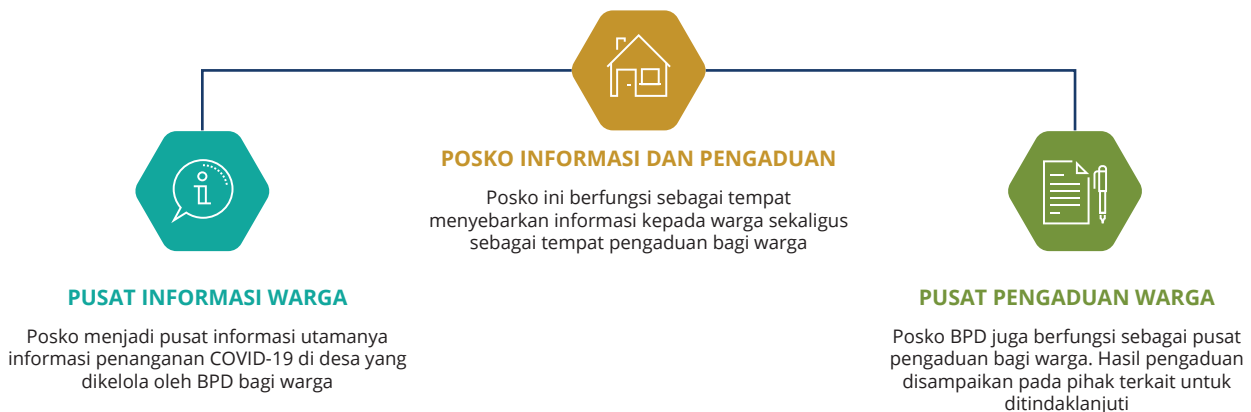 POSKO INFORMASI DAN PENGADUAN
Posko ini berfungsi sebagai tempat
menyebarkan informasi kepada warga sekaligus
sebagai tempat pengaduan bagi warga
PUSAT INFORMASI WARGA
Posko menjadi pusat informasi utamanya
informasi penanganan COVID-19 di desa yang
dikelola oleh BPD bagi warga
PUSAT PENGADUAN WARGA
Posko BPD juga berfungsi sebagai pusat
pengaduan bagi warga. Hasil pengaduan
disampaikan pada pihak terkait untuk
ditindaklanjuti